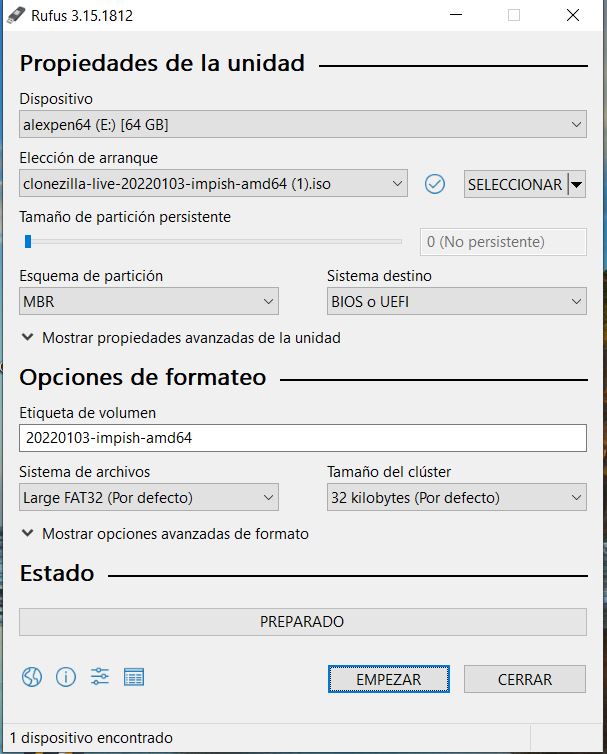 Rufus 3.15.1812
Propiedades de la unidad
Dispositivo
alexpen64 (E:) [64 GB]
Elección de arranque
clonezilla-live-20220103-impish-amd64 (1).iso
SELECCIONAR
Tamaño de partición persistente
0 (No persistente)
Esquema de partición
Sistema destino
MBR
BIOS o UEFI
Mostrar propiedades avanzadas de la unidad
Opciones de formateo
Etiqueta de volumen
20220103-impish-amd64
Sistema de archivos
Tamaño del clúster
Large FAT32 (Por defecto)
32 kilobytes (Por defecto)
Mostrar opciones avanzadas de formato
Estado
PREPARADO
EMPEZAR
CERRAR
1 dispositivo encontrado